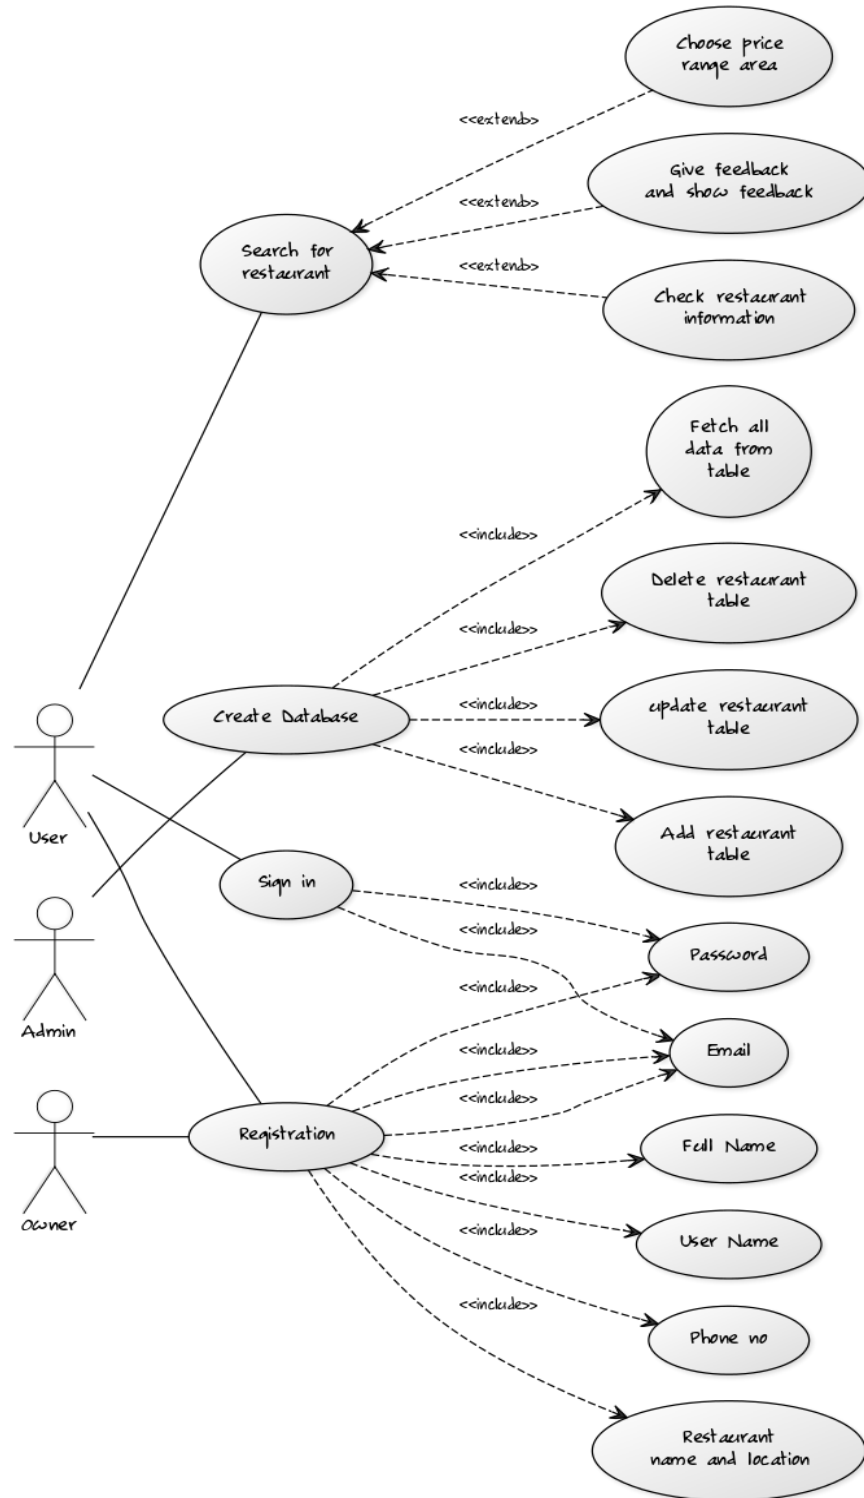 Choose price
range area
<<extend>>
Give feedback
and show feedback
<<extend>>
Search for
restaurant
<<extend>>
Check restaurant
information
Fetch all
data from
table
<<include>>
Delete restaurant
table
<<include>>
Create Database
<<include>>
update restaurant
table
<<include>>
User
Add restaurant
table
Sign in
<<include>>
<<include>>
Password
<<include>>
Admin
<<include>>
Email
<<include>>
Registration
<<include>>
Full Name
<<include>>
Owner
<<include>>
User Name
<<include>>
Phone no
Restaurant
name and location